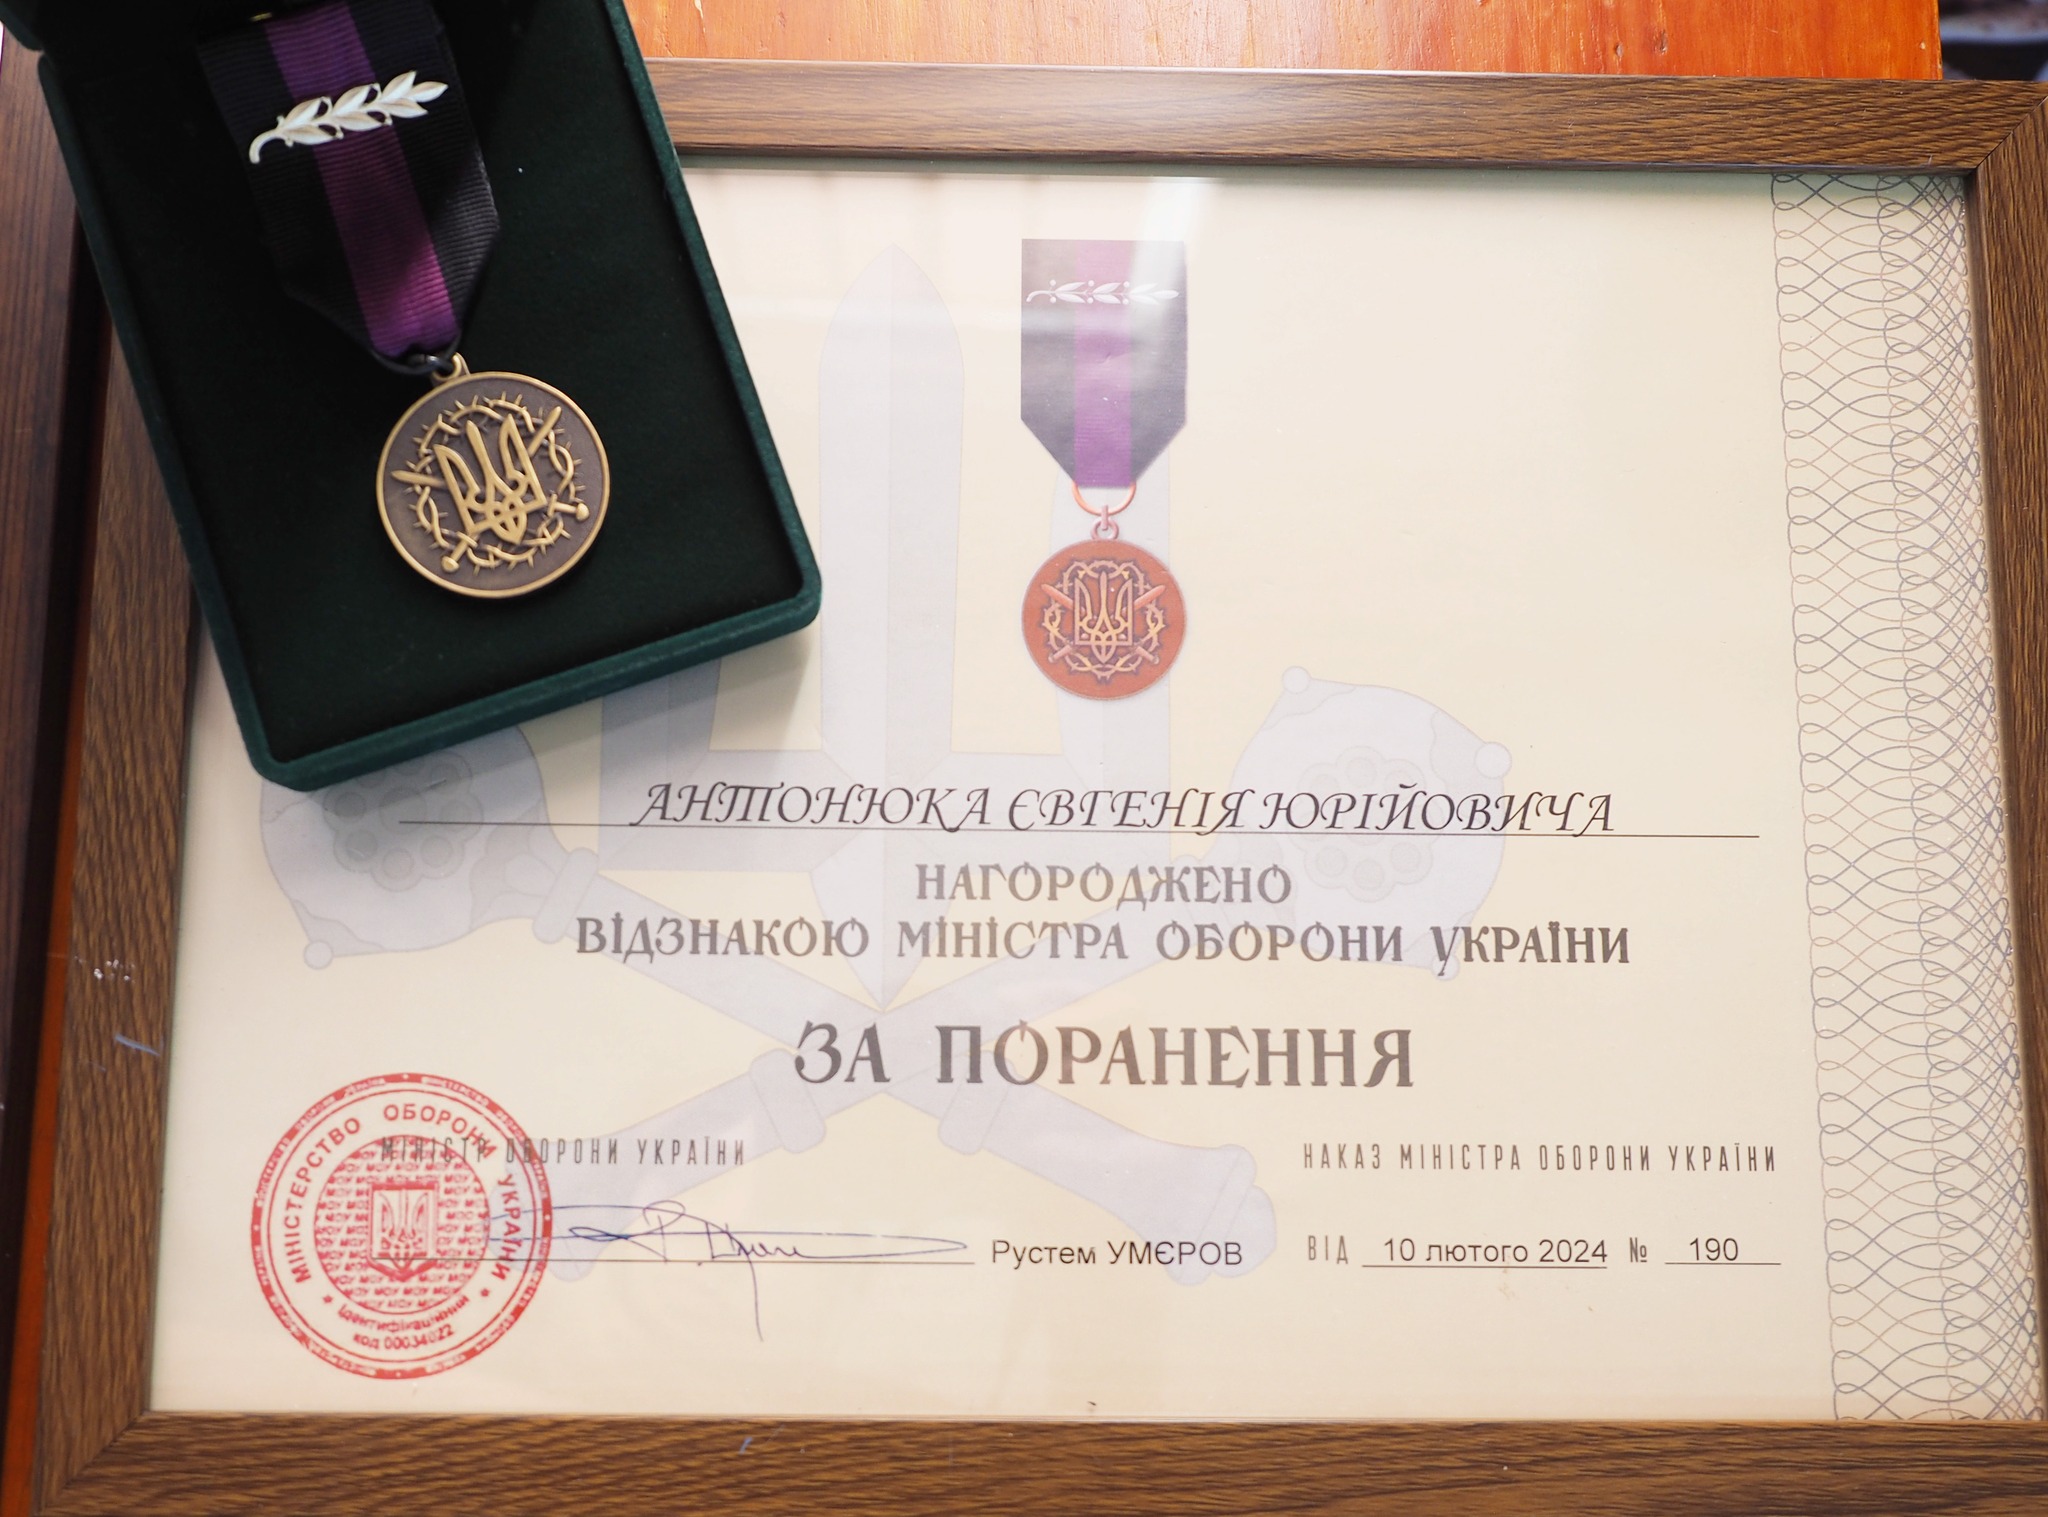 АНТОНЮКА ЄВГЕНІЯ ЮРІЙОВИЧА
НАГОРОДЖЕНО
ВІДЗНАКОЮ МІНІСТРА ОБОРОНИ УКРАЇНИ
ЗА ПОРАНЕННЯ
МІНІСТР ОБОРОНИ УКРАЇНИ
Рустем УМЄРОВ
НАКАЗ МІНІСТРА ОБОРОНИ УКРАЇНИ
ВІД 10 лютого 2024 № 190
МІНІСТЕРСТВО ОБОРОНИ УКРАЇНИ
* Ідентифікаційний *
код 00034022